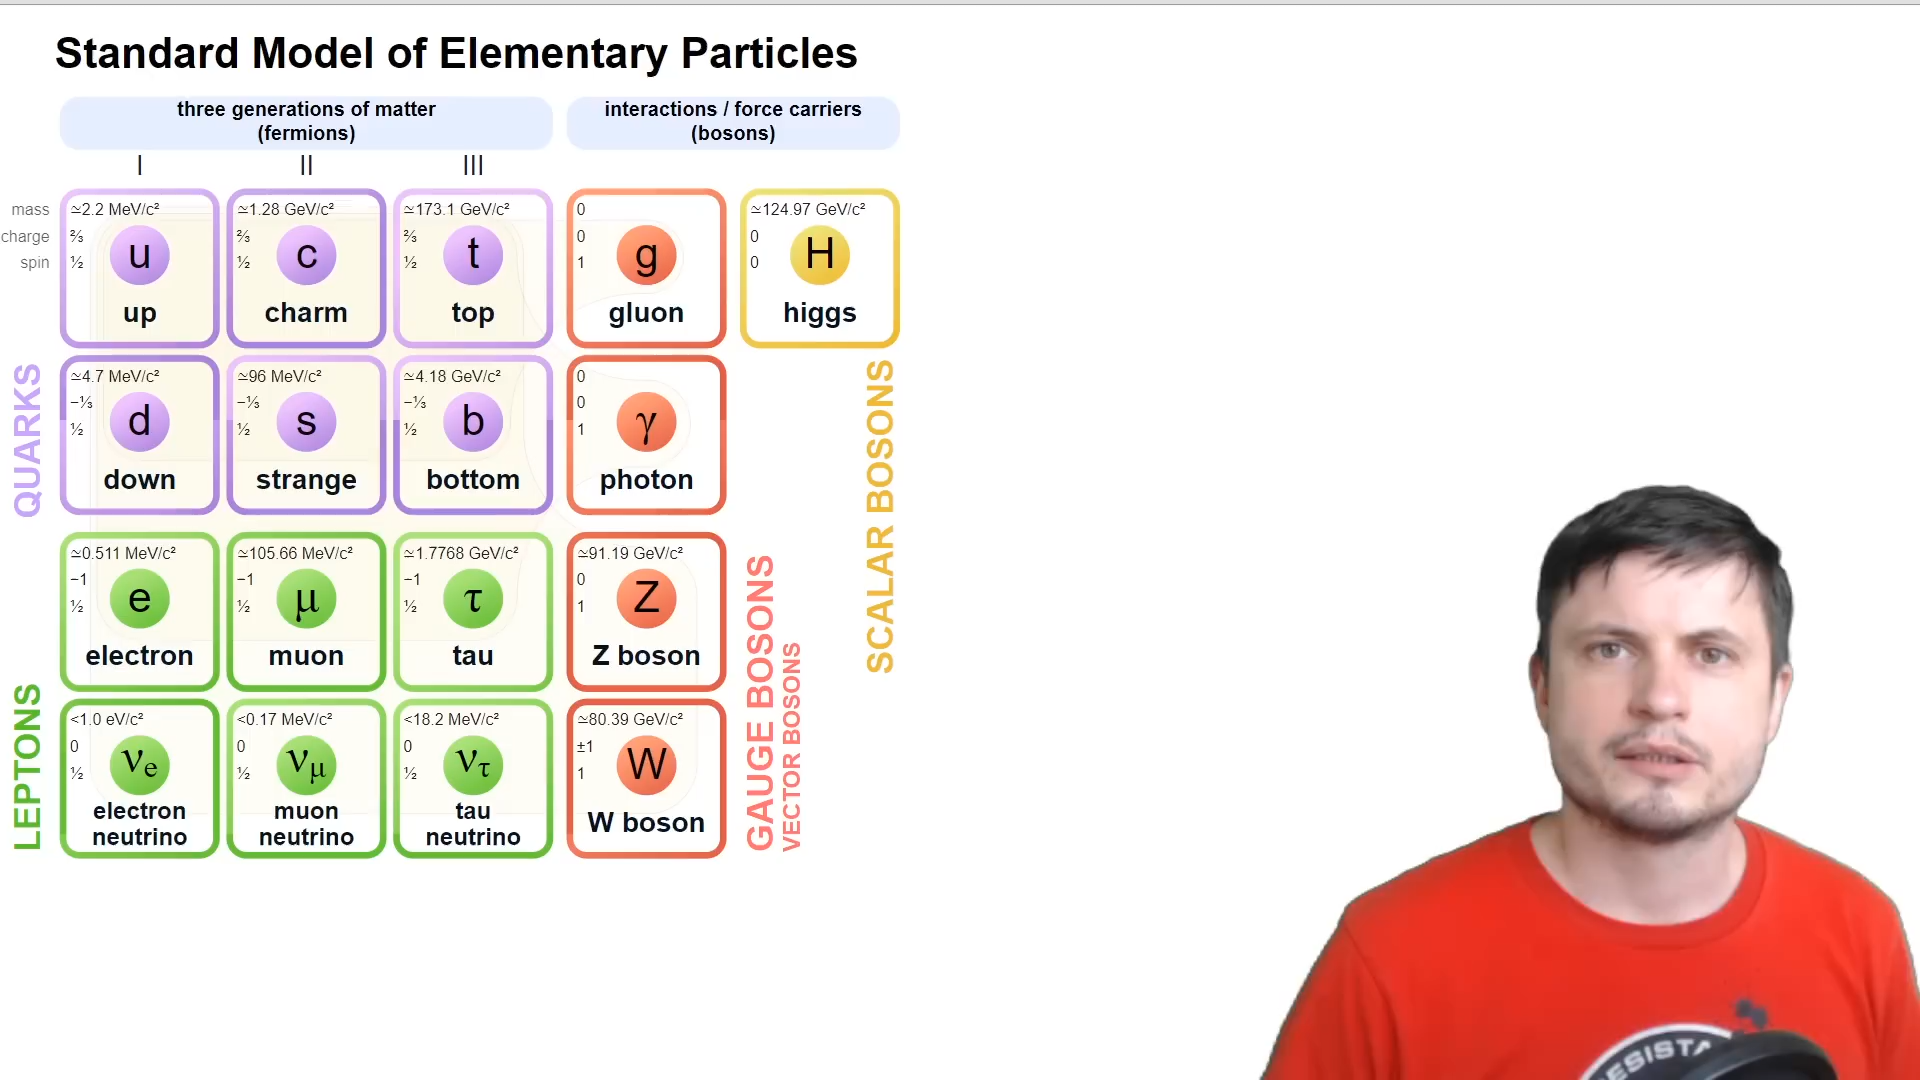 Standard Model of Elementary Particles
three generations of matter
(fermions)
interactions / force carriers
(bosons)
I
II
III
mass
charge
spin
≃2.2 MeV/c²
⅔
½
u
up
≃1.28 GeV/c²
⅔
½
c
charm
≃173.1 GeV/c²
⅔
½
t
top
0
0
1
g
gluon
≃124.97 GeV/c²
0
0
H
higgs
QUARKS
≃4.7 MeV/c²
−⅓
½
d
down
≃96 MeV/c²
−⅓
½
s
strange
≃4.18 GeV/c²
−⅓
½
b
bottom
0
0
1
γ
photon
SCALAR BOSONS
LEPTONS
≃0.511 MeV/c²
−1
½
e
electron
≃105.66 MeV/c²
−1
½
μ
muon
≃1.7768 GeV/c²
−1
½
τ
tau
≃91.19 GeV/c²
0
1
Z
Z boson
GAUGE BOSONS
VECTOR BOSONS
<1.0 eV/c²
0
½
νe
electron
neutrino
<0.17 MeV/c²
0
½
νμ
muon
neutrino
<18.2 MeV/c²
0
½
ντ
tau
neutrino
≃80.39 GeV/c²
±1
1
W
W boson